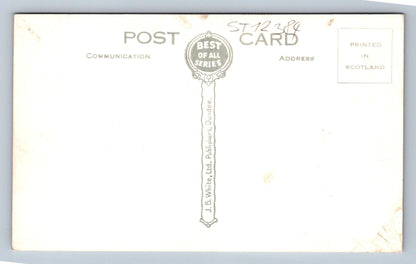 POST CARD
ST12384
BEST
OF ALL
SERIES
COMMUNICATION
ADDRESS
PRINTED
IN
SCOTLAND
J. B. White, Ltd. Publishers, Dundee.